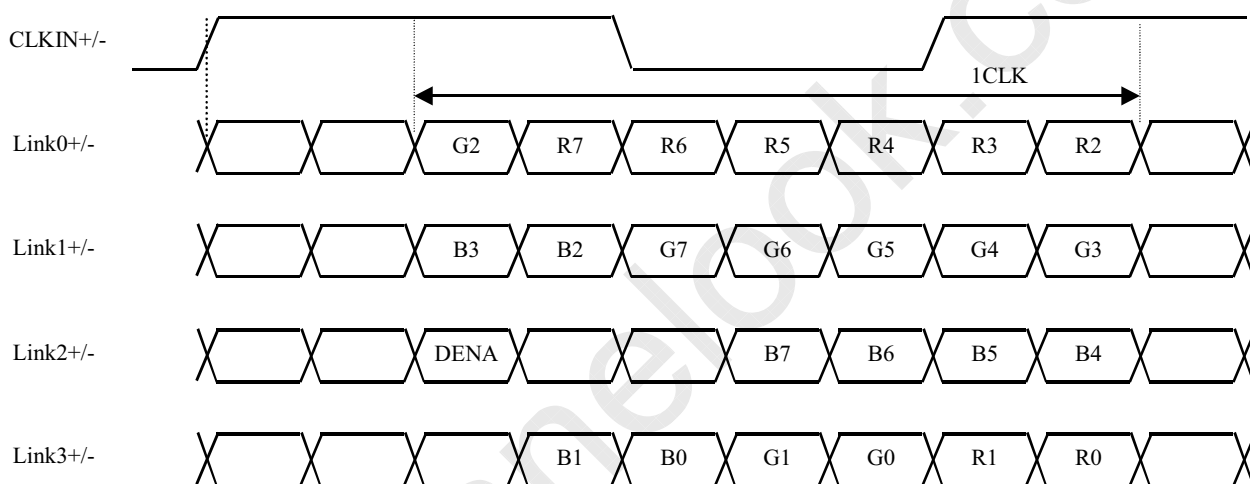 CLKIN+/-
1CLK
Link0+/- G2 R7 R6 R5 R4 R3 R2
Link1+/- B3 B2 G7 G6 G5 G4 G3
Link2+/- DENA B7 B6 B5 B4
Link3+/- B1 B0 G1 G0 R1 R0